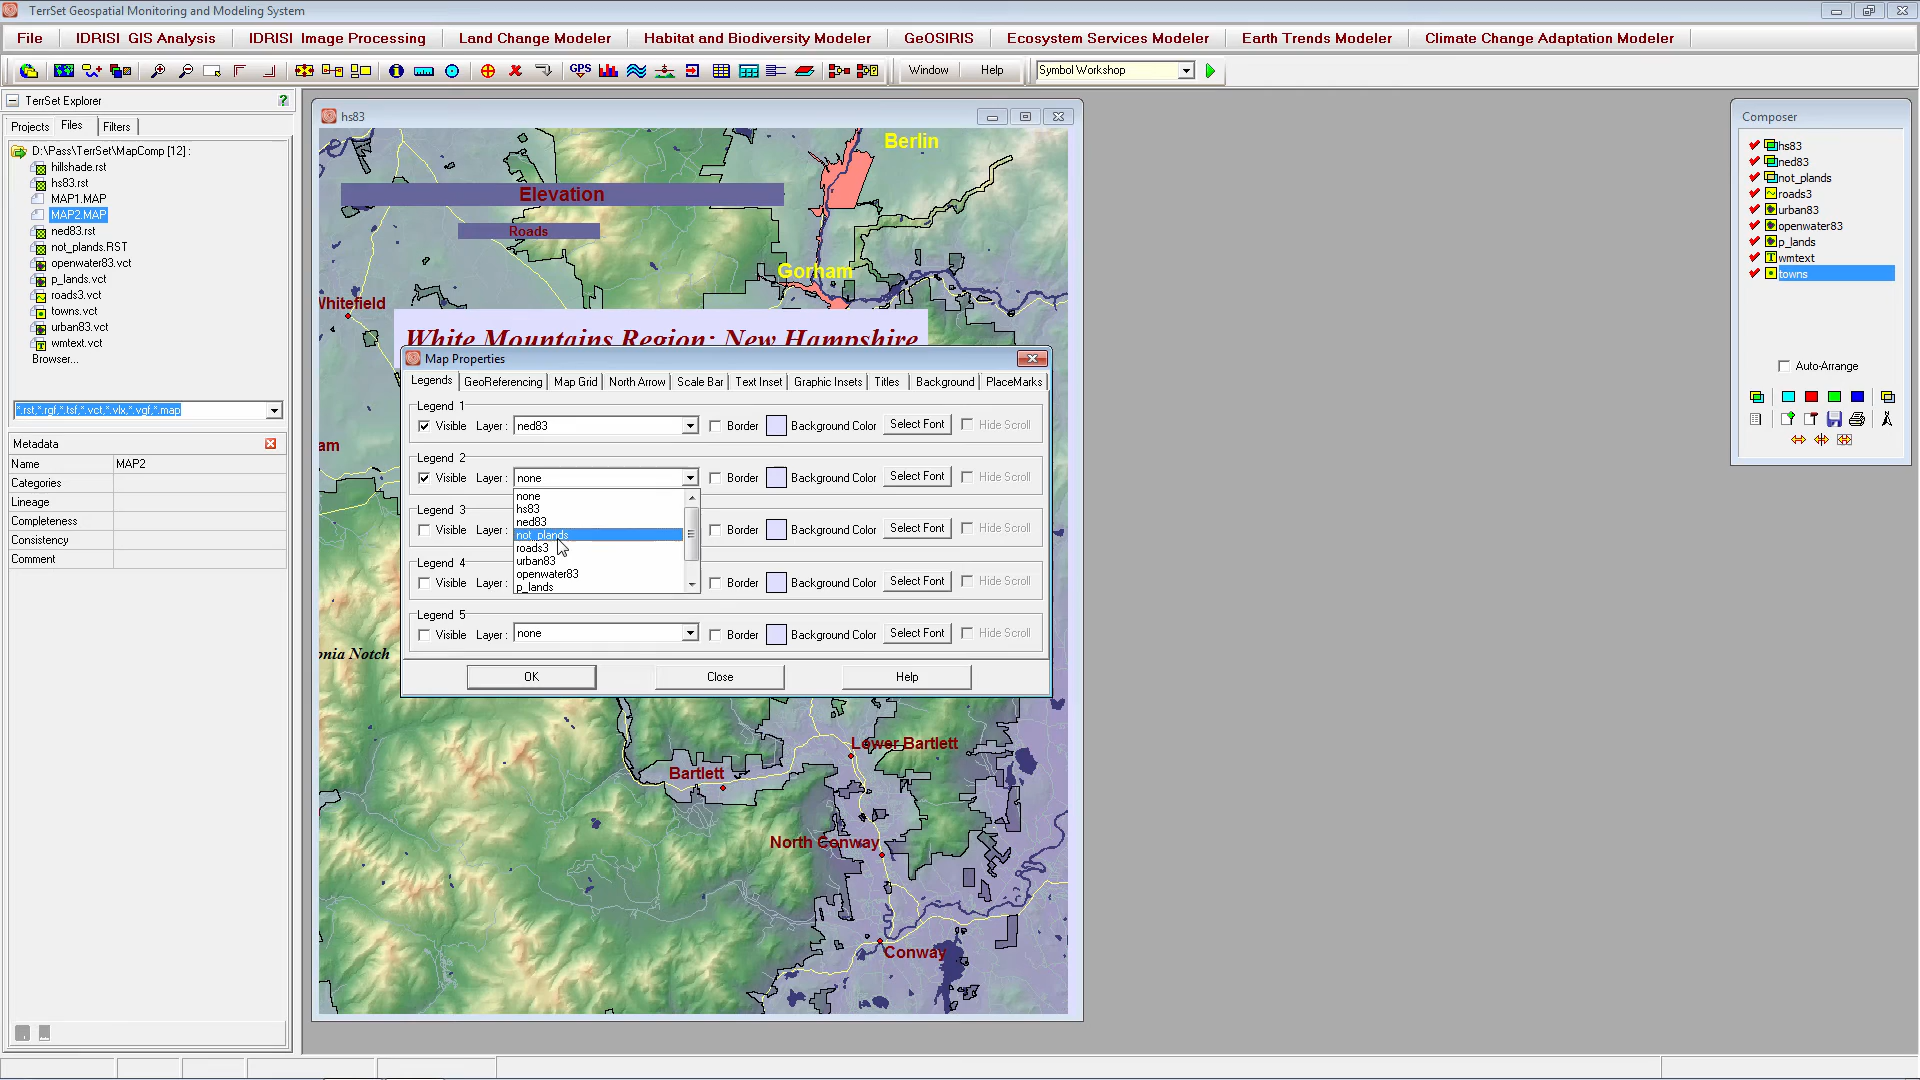 TerrSet Geospatial Monitoring and Modeling System
File IDRISI GIS Analysis IDRISI Image Processing Land Change Modeler Habitat and Biodiversity Modeler GeOSIRIS Ecosystem Services Modeler Earth Trends Modeler Climate Change Adaptation Modeler
GPS Window Help Symbol Workshop
TerrSet Explorer ?
Projects Files Filters
D:\Pass\TerrSet\MapComp [12] :
hillshade.rst
hs83.rst
MAP1.MAP
MAP2.MAP
ned83.rst
not_plands.RST
openwater83.vct
p_lands.vct
roads3.vct
towns.vct
urban83.vct
wmtext.vct
Browser...
*.rst,*.rgf,*.tsf,*.vct,*.vlx,*.vgf,*.map
Metadata
Name MAP2
Categories
Lineage
Completeness
Consistency
Comment
hs83
Berlin
Elevation
Roads
Gorham
Whitefield
White Mountains Region: New Hampshire
am
onia Notch
Lower Bartlett
Bartlett
North Conway
Conway
Map Properties
Legends GeoReferencing Map Grid North Arrow Scale Bar Text Inset Graphic Insets Titles Background PlaceMarks
Legend 1
Visible Layer : ned83 Border Background Color Select Font Hide Scroll
Legend 2
Visible Layer : none Border Background Color Select Font Hide Scroll
none
hs83
ned83
not_plands
roads3
urban83
openwater83
p_lands
Legend 3
Visible Layer : Border Background Color Select Font Hide Scroll
Legend 4
Visible Layer : Border Background Color Select Font Hide Scroll
Legend 5
Visible Layer : none Border Background Color Select Font Hide Scroll
OK Close Help
Composer
hs83
ned83
not_plands
roads3
urban83
openwater83
p_lands
wmtext
towns
Auto-Arrange